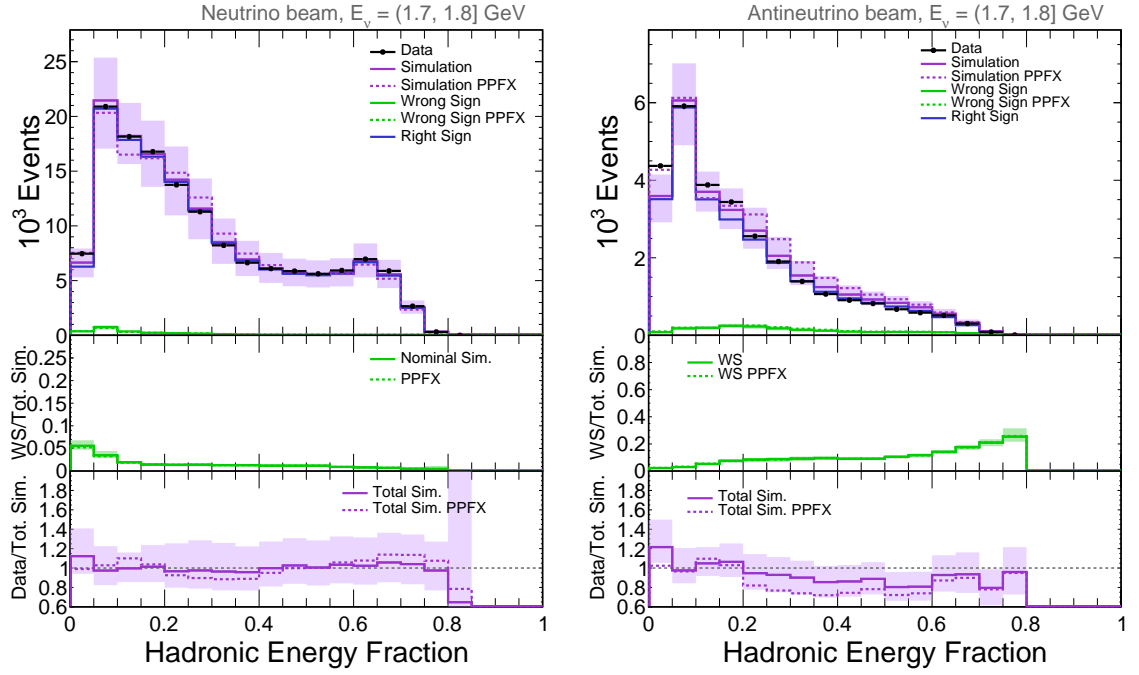 Neutrino beam, Eν = (1.7, 1.8] GeV
10³ Events
25
20
15
10
5
0
Data
Simulation
Simulation PPFX
Wrong Sign
Wrong Sign PPFX
Right Sign
WS/Tot. Sim.
0.25
0.2
0.15
0.1
0.05
0
Nominal Sim.
PPFX
Data/Tot. Sim.
1.8
1.6
1.4
1.2
1
0.8
0.6
Total Sim.
Total Sim. PPFX
0 0.2 0.4 0.6 0.8 1
Hadronic Energy Fraction
Antineutrino beam, Eν = (1.7, 1.8] GeV
10³ Events
6
4
2
0
Data
Simulation
Simulation PPFX
Wrong Sign
Wrong Sign PPFX
Right Sign
WS/Tot. Sim.
0.8
0.6
0.4
0.2
0
WS
WS PPFX
Data/Tot. Sim.
1.8
1.6
1.4
1.2
1
0.8
0.6
Total Sim.
Total Sim. PPFX
0 0.2 0.4 0.6 0.8 1
Hadronic Energy Fraction